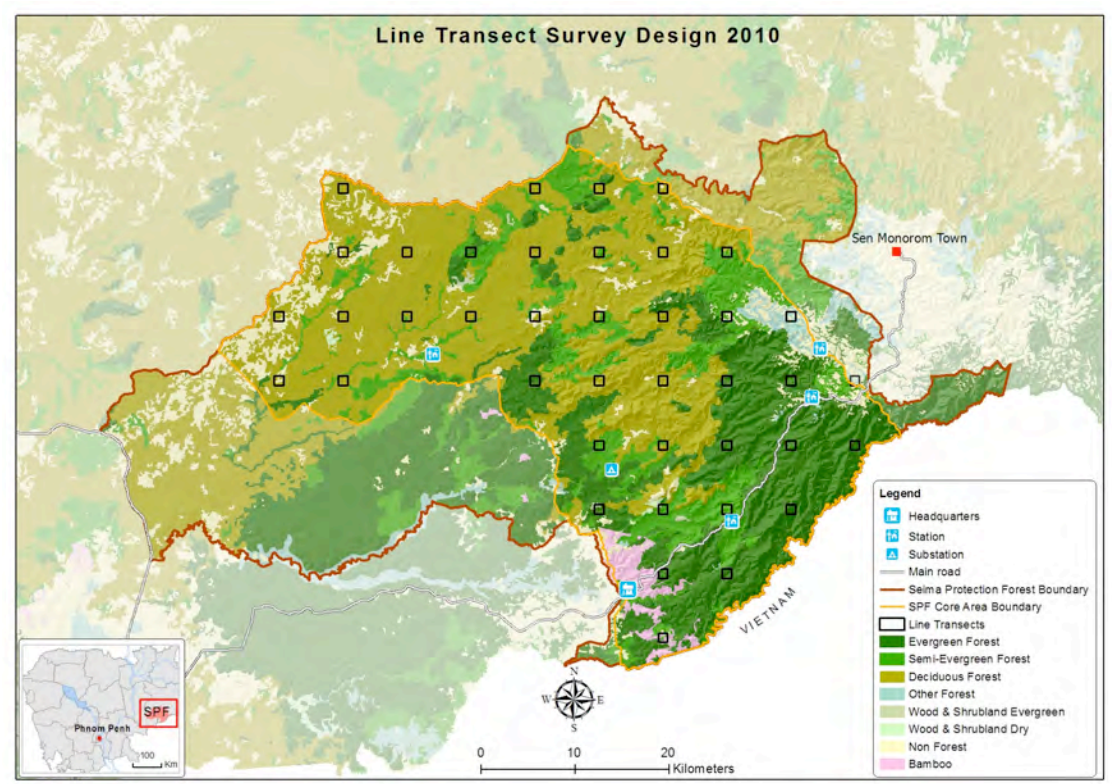 Line Transect Survey Design 2010
Sen Monorom Town
VIETNAM
Legend
Headquarters
Station
Substation
Main road
Seima Protection Forest Boundary
SPF Core Area Boundary
Line Transects
Evergreen Forest
Semi-Evergreen Forest
Deciduous Forest
Other Forest
Wood & Shrubland Evergreen
Wood & Shrubland Dry
Non Forest
Bamboo
SPF
Phnom Penh
100
Km
N
W E
S
0 10 20
Kilometers